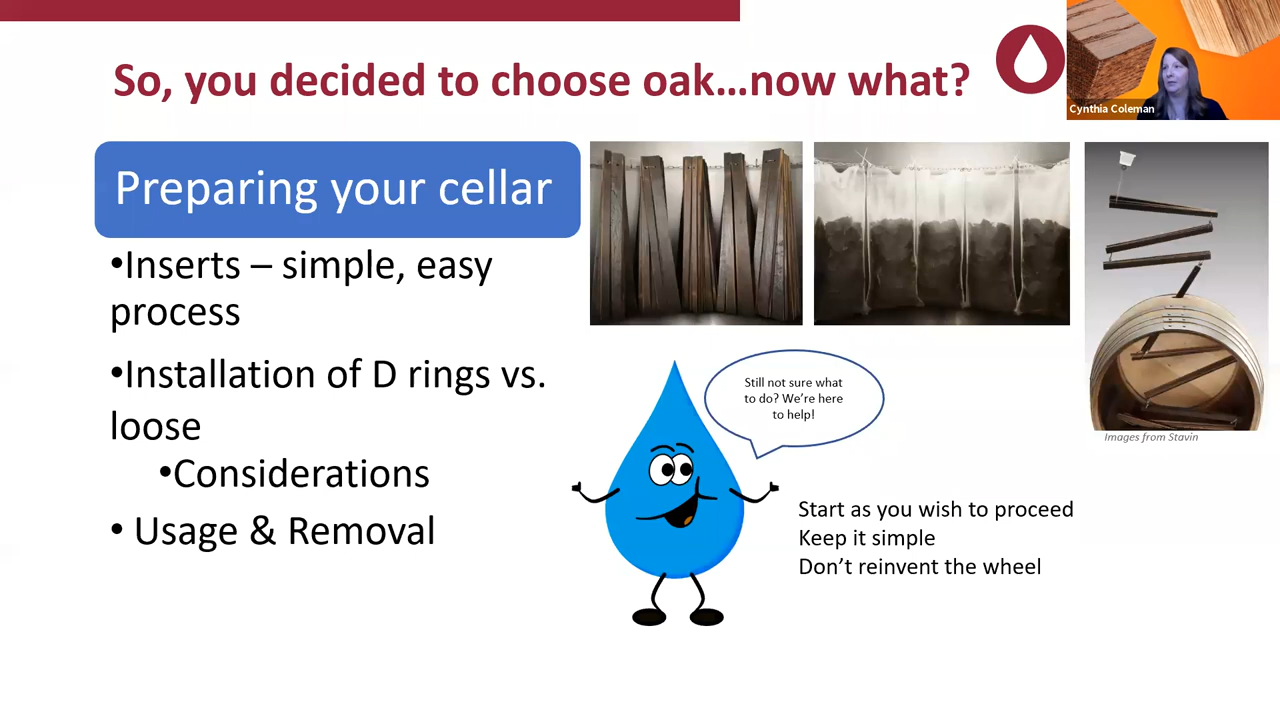 So, you decided to choose oak...now what?
Cynthia Coleman
Preparing your cellar
•Inserts – simple, easy
process
•Installation of D rings vs.
loose
•Considerations
• Usage & Removal
Images from Stavin
Still not sure what
to do? We're here
to help!
Start as you wish to proceed
Keep it simple
Don't reinvent the wheel